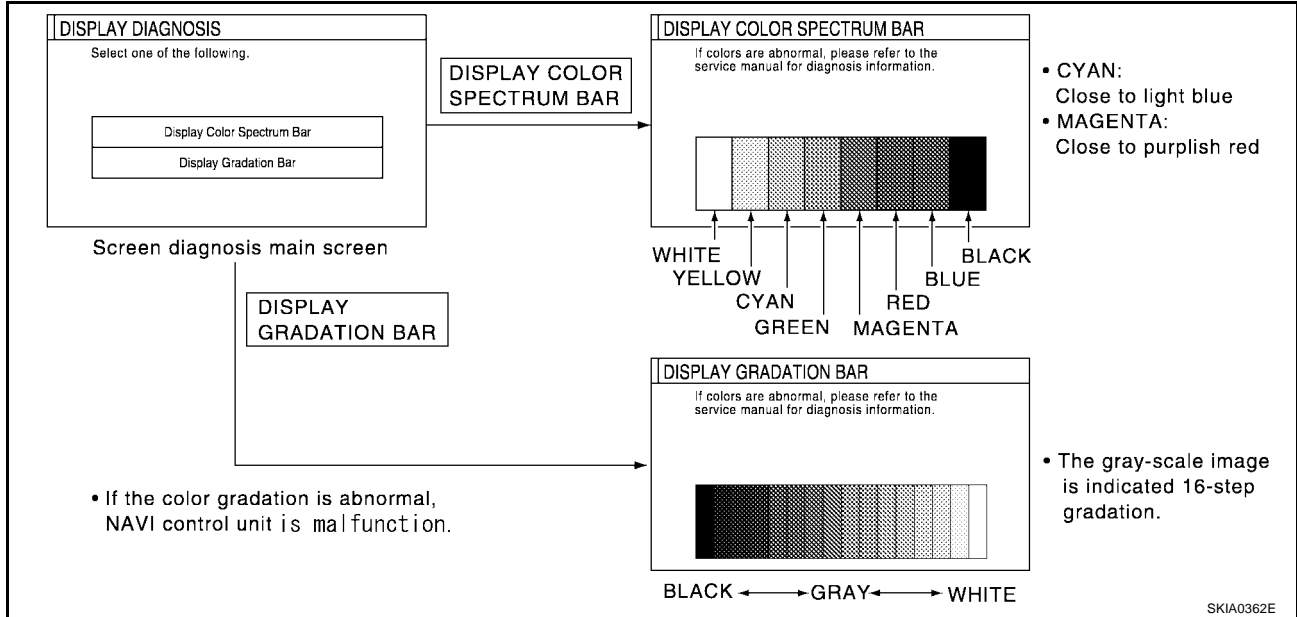 DISPLAY DIAGNOSIS
Select one of the following.
Display Color Spectrum Bar
Display Gradation Bar
Screen diagnosis main screen
DISPLAY COLOR
SPECTRUM BAR
DISPLAY COLOR SPECTRUM BAR
If colors are abnormal, please refer to the
service manual for diagnosis information.
WHITE
YELLOW
CYAN
GREEN
MAGENTA
RED
BLUE
BLACK
• CYAN:
Close to light blue
• MAGENTA:
Close to purplish red
DISPLAY
GRADATION BAR
• If the color gradation is abnormal,
NAVI control unit is malfunction.
DISPLAY GRADATION BAR
If colors are abnormal, please refer to the
service manual for diagnosis information.
BLACK GRAY WHITE
• The gray-scale image
is indicated 16-step
gradation.
SKIA0362E